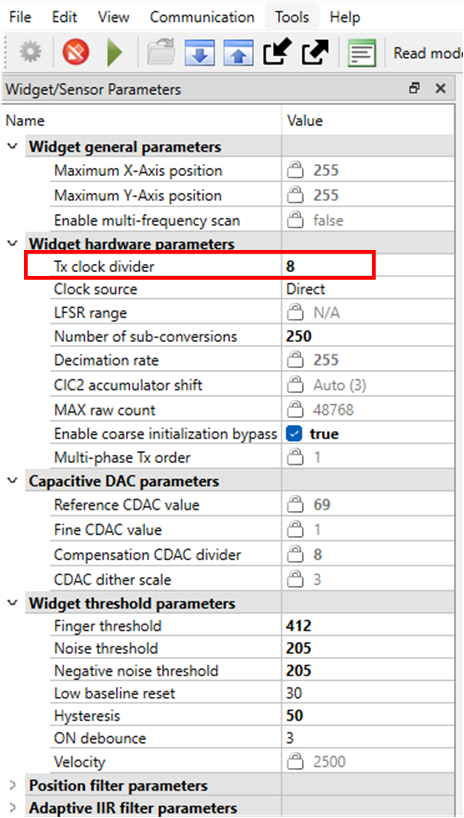 File Edit View Communication Tools Help
Read mode
Widget/Sensor Parameters
Name Value
Widget general parameters
Maximum X-Axis position 255
Maximum Y-Axis position 255
Enable multi-frequency scan false
Widget hardware parameters
Tx clock divider 8
Clock source Direct
LFSR range N/A
Number of sub-conversions 250
Decimation rate 255
CIC2 accumulator shift Auto (3)
MAX raw count 48768
Enable coarse initialization bypass true
Multi-phase Tx order 1
Capacitive DAC parameters
Reference CDAC value 69
Fine CDAC value 1
Compensation CDAC divider 8
CDAC dither scale 3
Widget threshold parameters
Finger threshold 412
Noise threshold 205
Negative noise threshold 205
Low baseline reset 30
Hysteresis 50
ON debounce 3
Velocity 2500
Position filter parameters
Adaptive IIR filter parameters